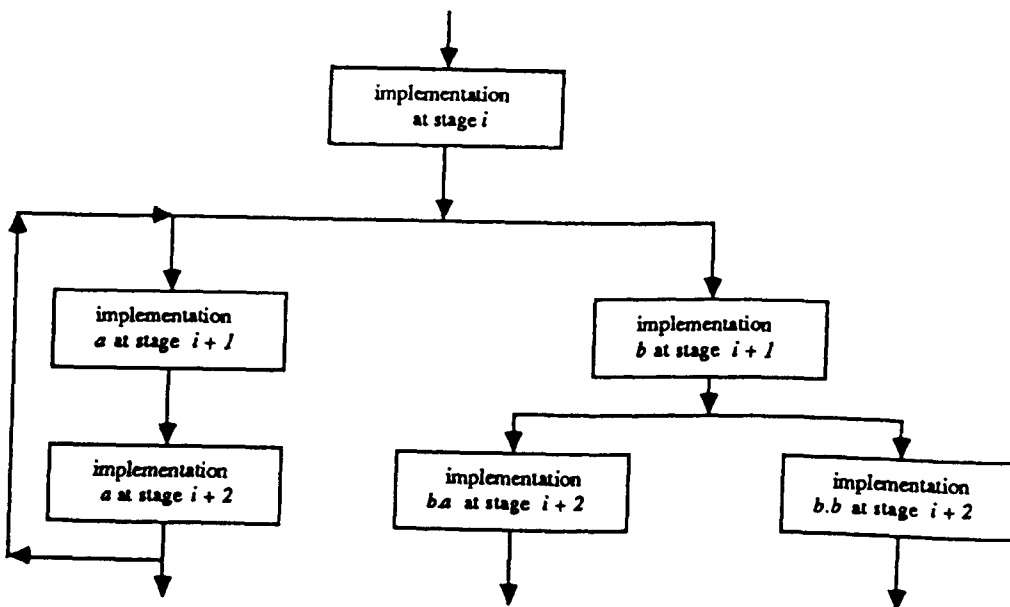 implementation
at stage i
implementation
a at stage i + 1
implementation
b at stage i + 1
implementation
a at stage i + 2
implementation
b.a at stage i + 2
implementation
b.b at stage i + 2